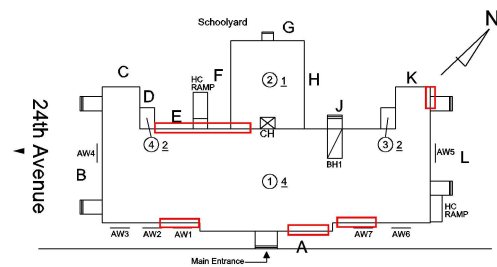 Schoolyard
G
N
C
F
② 1
H
K
HC
RAMP
D
E
J
CH
④ 2
③ 2
24th Avenue
AW4
AW5
B
① 4
BH1
L
HC
RAMP
AW3
AW2
AW1
A
AW7
AW6
Main Entrance